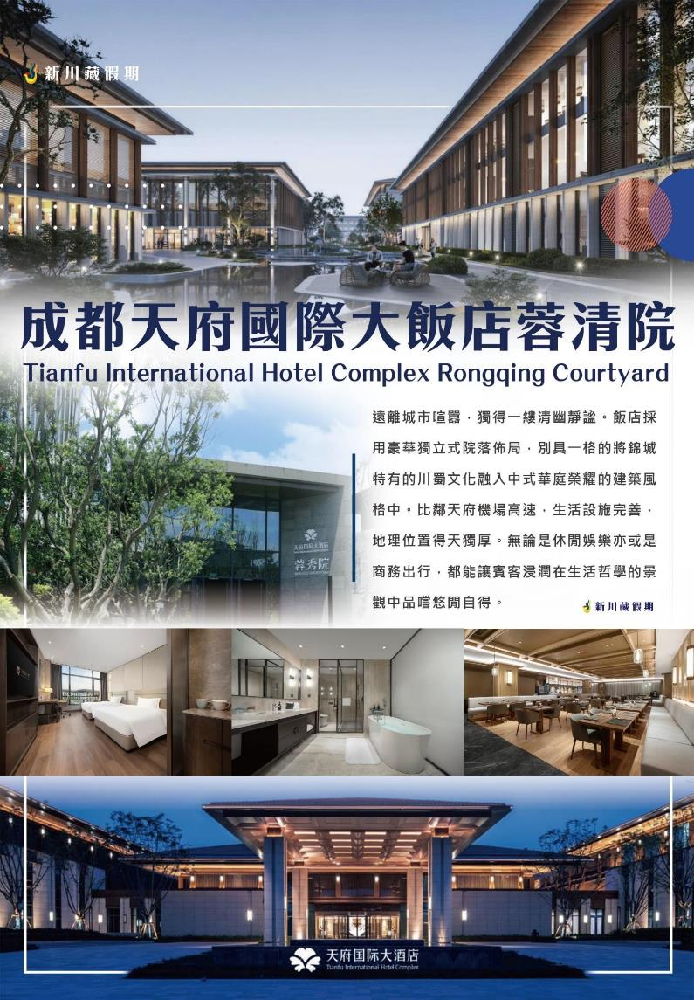 新川藏假期
成都天府國際大飯店蓉清院
Tianfu International Hotel Complex Rongqing Courtyard
遠離城市喧囂，獨得一縷清幽靜謐。飯店採
用豪華獨立式院落佈局，別具一格的將錦城
特有的川蜀文化融入中式華庭榮耀的建築風
格中。比鄰天府機場高速，生活設施完善，
地理位置得天獨厚。無論是休閒娛樂亦或是
商務出行，都能讓賓客浸潤在生活哲學的景
觀中品嚐悠閒自得。
新川藏假期
天府国际大酒店
蓉秀院
天府国际大酒店
Tianfu International Hotel Complex